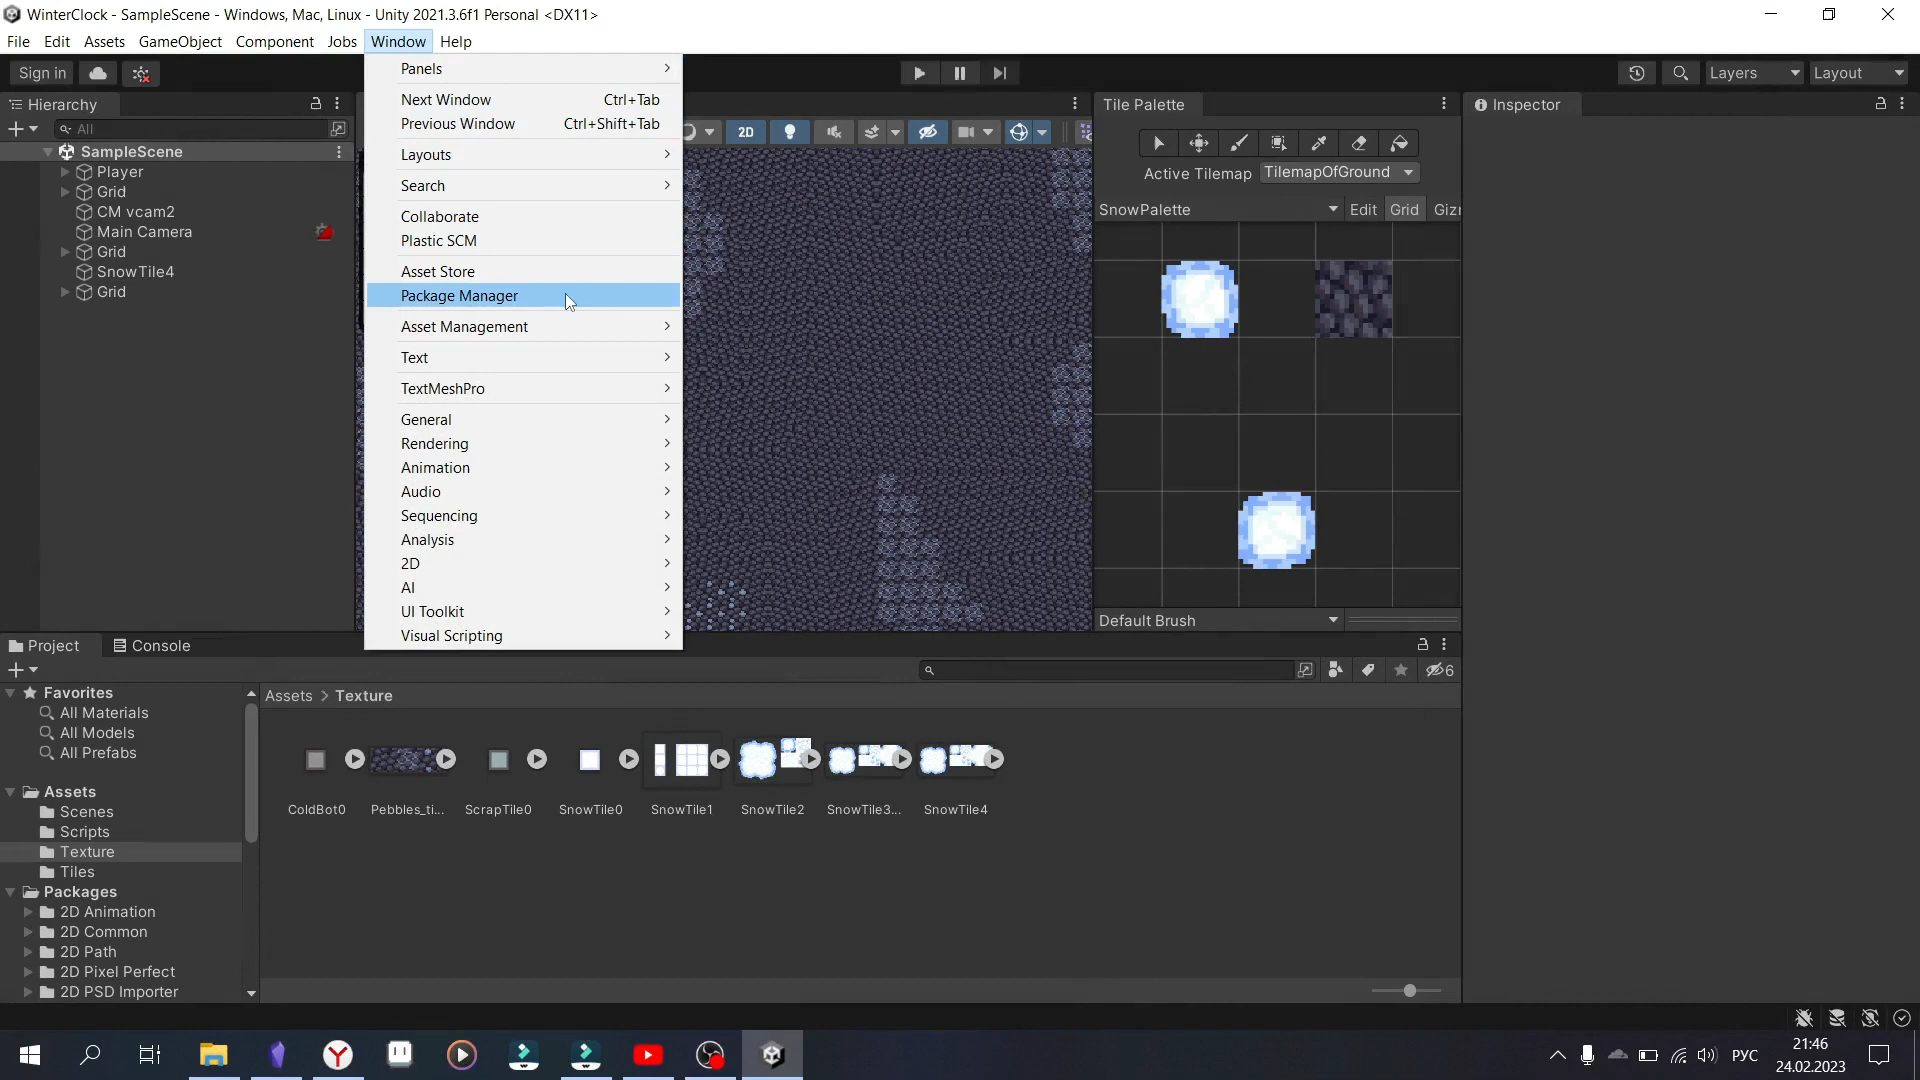 WinterClock - SampleScene - Windows, Mac, Linux - Unity 2021.3.6f1 Personal <DX11>
File Edit Assets GameObject Component Jobs Window Help
Sign in
Layers
Layout
Hierarchy
All
SampleScene
Player
Grid
CM vcam2
Main Camera
Grid
SnowTile4
Grid
Panels
Next Window Ctrl+Tab
Previous Window Ctrl+Shift+Tab
Layouts
Search
Collaborate
Plastic SCM
Asset Store
Package Manager
Asset Management
Text
TextMeshPro
General
Rendering
Animation
Audio
Sequencing
Analysis
2D
AI
UI Toolkit
Visual Scripting
2D
Tile Palette
Active Tilemap TilemapOfGround
SnowPalette Edit Grid Giz
Default Brush
Inspector
Project Console
6
Favorites
All Materials
All Models
All Prefabs
Assets
Scenes
Scripts
Texture
Tiles
Packages
2D Animation
2D Common
2D Path
2D Pixel Perfect
2D PSD Importer
Assets > Texture
ColdBot0 Pebbles_ti... ScrapTile0 SnowTile0 SnowTile1 SnowTile2 SnowTile3... SnowTile4
РУС
21:46
24.02.2023